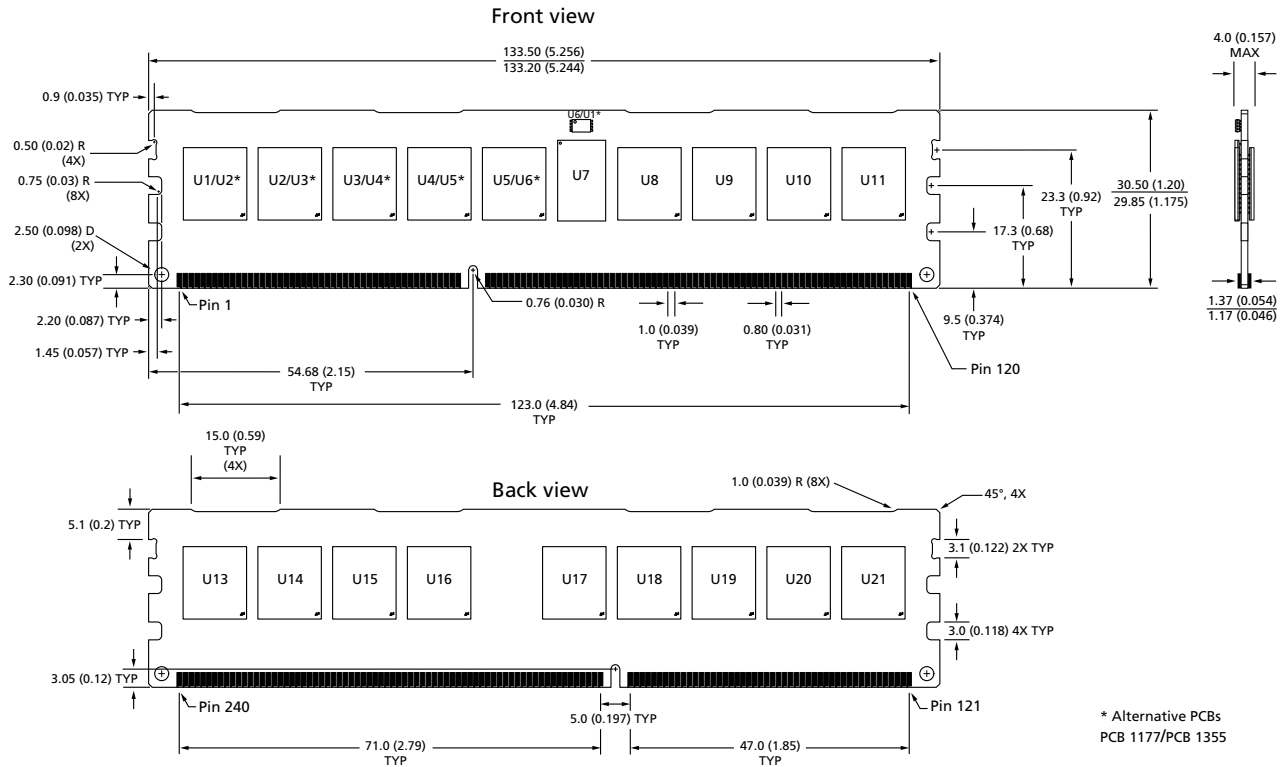 Front view
133.50 (5.256)
133.20 (5.244)
4.0 (0.157)
MAX
0.9 (0.035) TYP
U6/U1*
0.50 (0.02) R
(4X)
0.75 (0.03) R
(8X)
2.50 (0.098) D
(2X)
2.30 (0.091) TYP
2.20 (0.087) TYP
1.45 (0.057) TYP
U1/U2*
U2/U3*
U3/U4*
U4/U5*
U5/U6*
U7
U8
U9
U10
U11
23.3 (0.92)
TYP
30.50 (1.20)
29.85 (1.175)
17.3 (0.68)
TYP
Pin 1
0.76 (0.030) R
1.0 (0.039)
TYP
0.80 (0.031)
TYP
9.5 (0.374)
TYP
1.37 (0.054)
1.17 (0.046)
Pin 120
54.68 (2.15)
TYP
123.0 (4.84)
TYP
15.0 (0.59)
TYP
(4X)
Back view
1.0 (0.039) R (8X)
45°, 4X
5.1 (0.2) TYP
3.1 (0.122) 2X TYP
U13
U14
U15
U16
U17
U18
U19
U20
U21
3.0 (0.118) 4X TYP
3.05 (0.12) TYP
Pin 240
5.0 (0.197) TYP
Pin 121
71.0 (2.79)
TYP
47.0 (1.85)
TYP
* Alternative PCBs
PCB 1177/PCB 1355